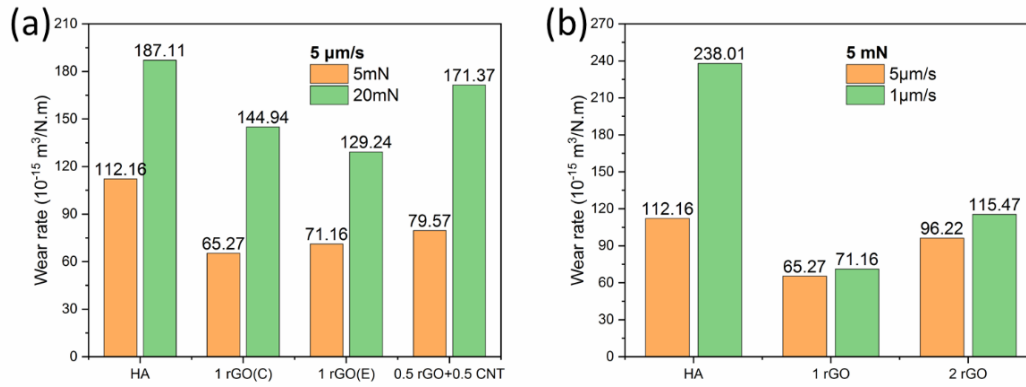 (a)
5 µm/s
5mN
20mN
Wear rate (10⁻¹⁵ m³/N.m)
210
180
150
120
90
60
30
0
112.16
187.11
65.27
144.94
71.16
129.24
79.57
171.37
HA
1 rGO(C)
1 rGO(E)
0.5 rGO+0.5 CNT
(b)
5 mN
5µm/s
1µm/s
Wear rate (10⁻¹⁵ m³/N.m)
270
240
210
180
150
120
90
60
30
0
112.16
238.01
65.27
71.16
96.22
115.47
HA
1 rGO
2 rGO